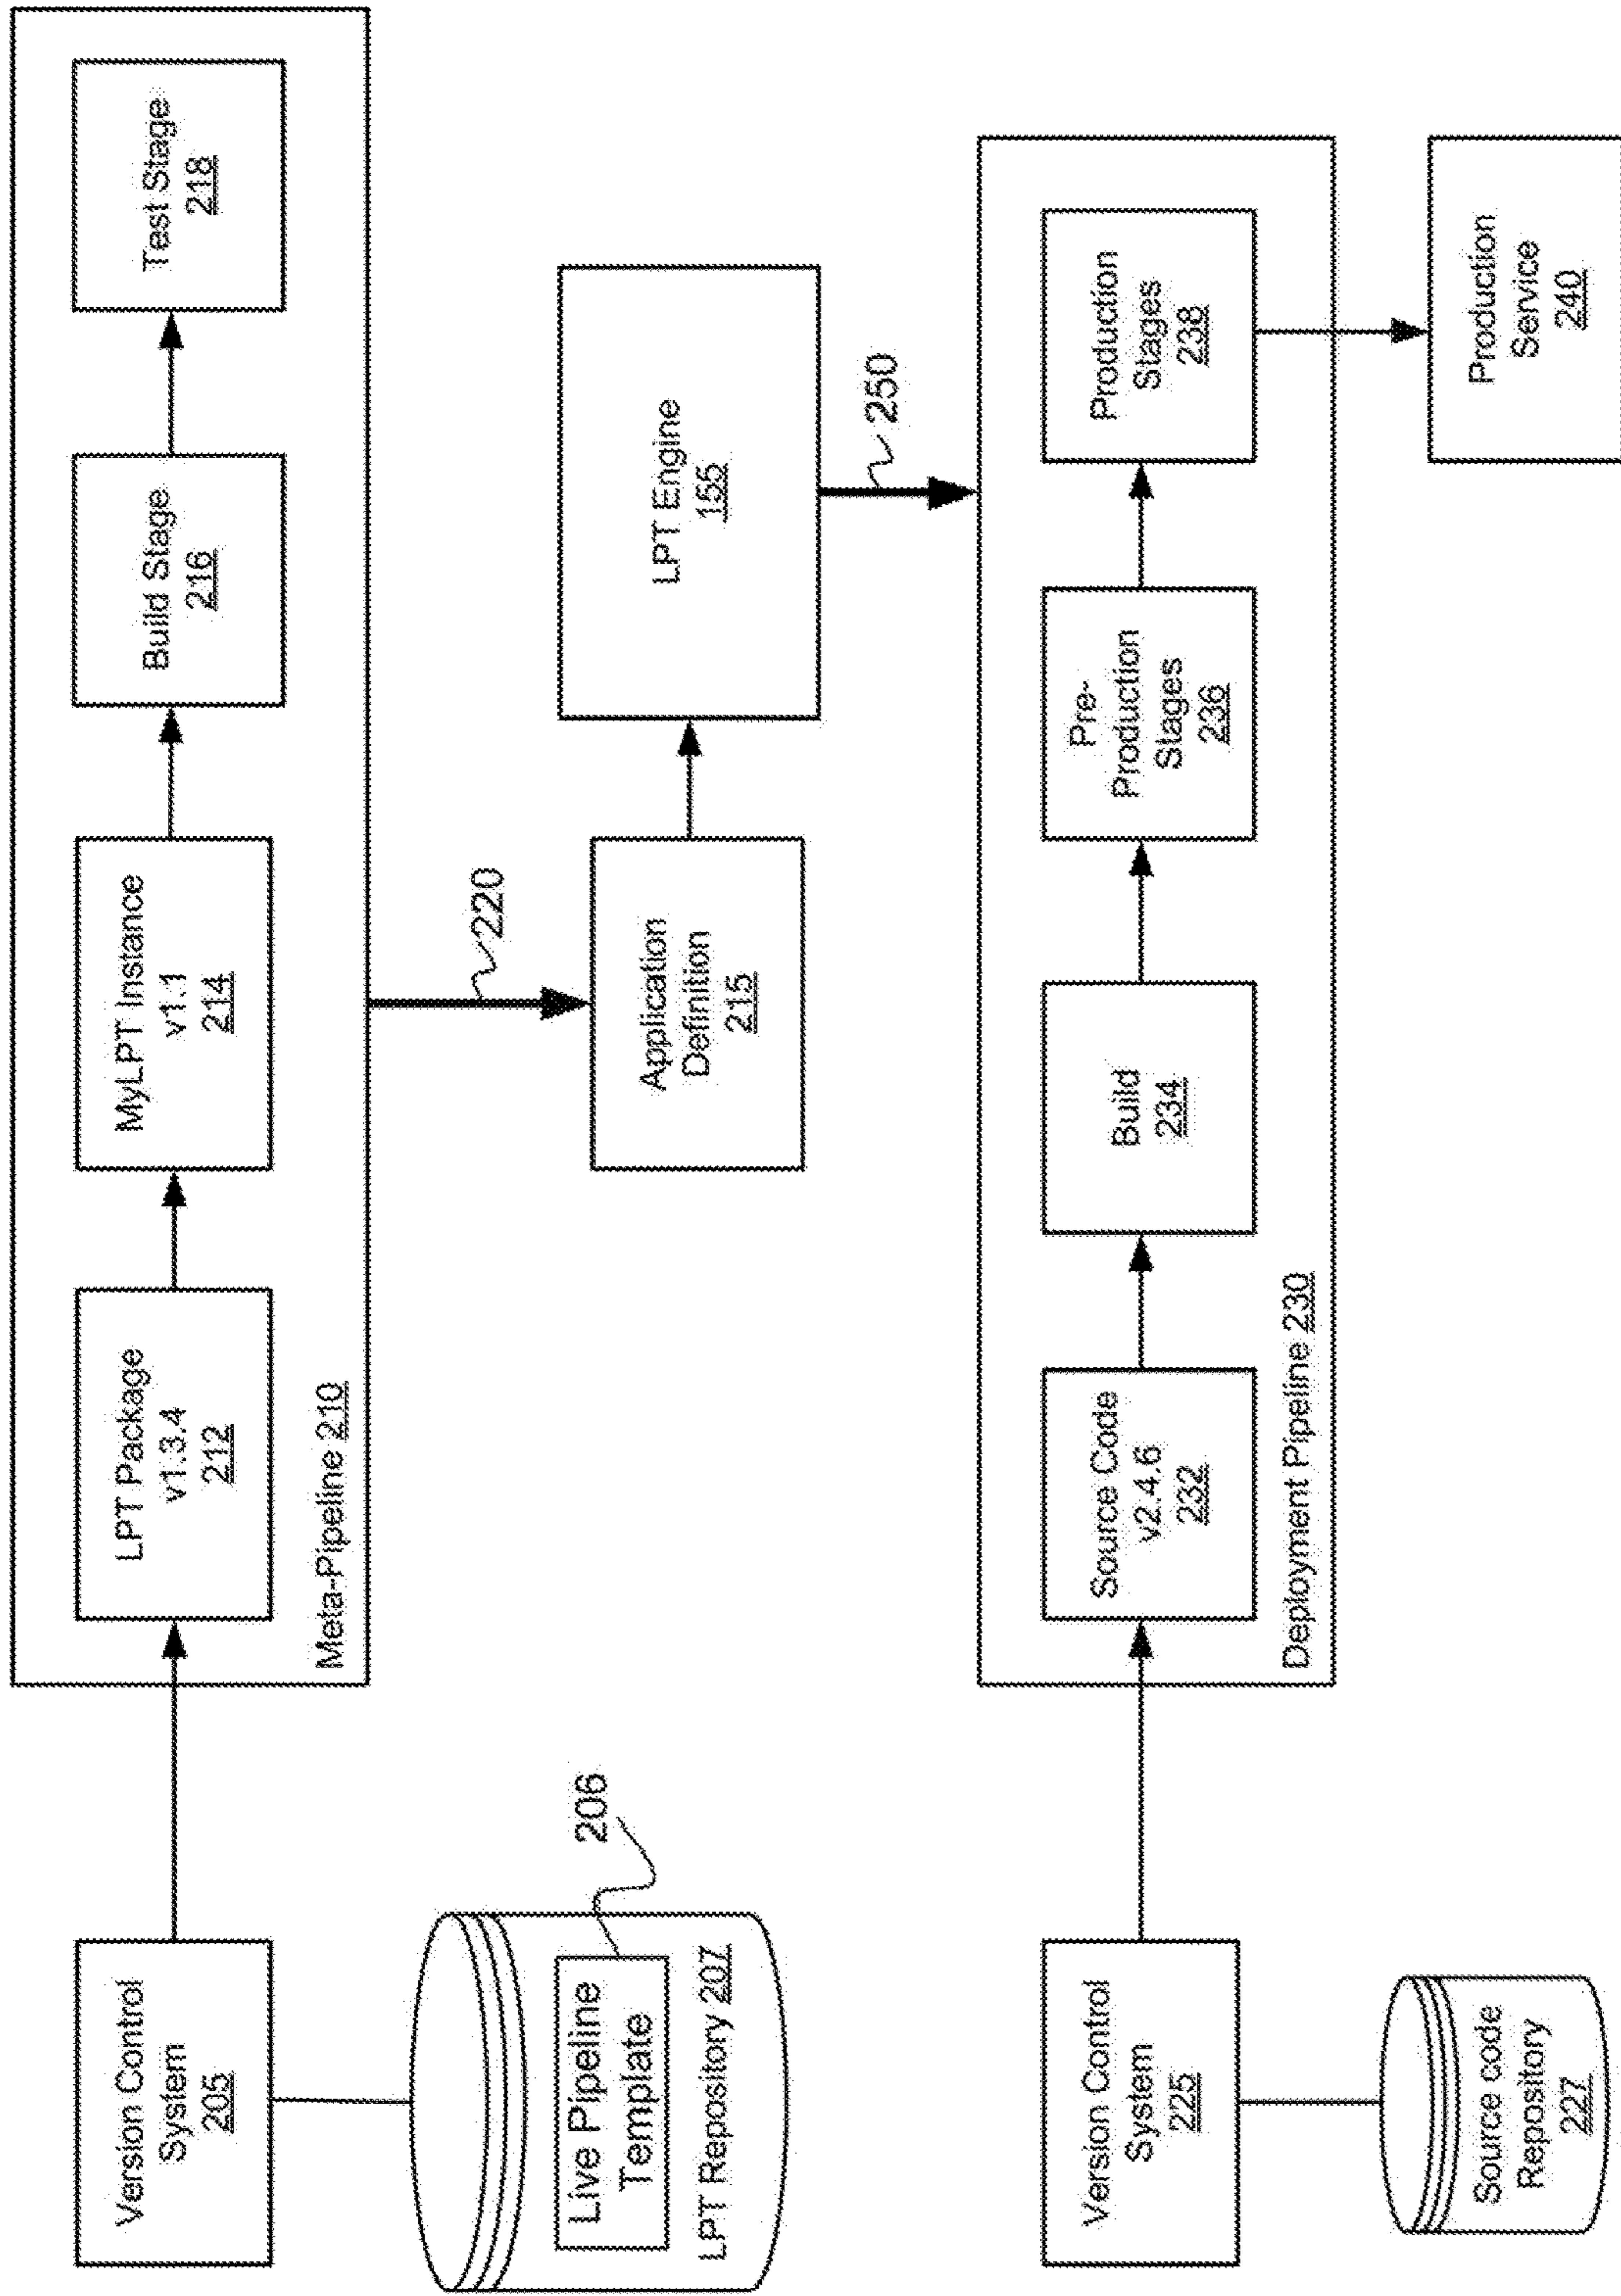 Version Control
System
205
LPT Package
v1.3.4
212
MyLPT Instance
v1.1
214
Build Stage
216
Test Stage
218
Meta-Pipeline 210
220
206
Live Pipeline
Template
LPT Repository 207
Application
Definition
215
LPT Engine
155
250
Version Control
System
225
Source Code
v2.4.6
232
Build
234
Pre-
Production
Stages
236
Production
Stages
238
Deployment Pipeline 230
Source code
Repository
227
Production
Service
240